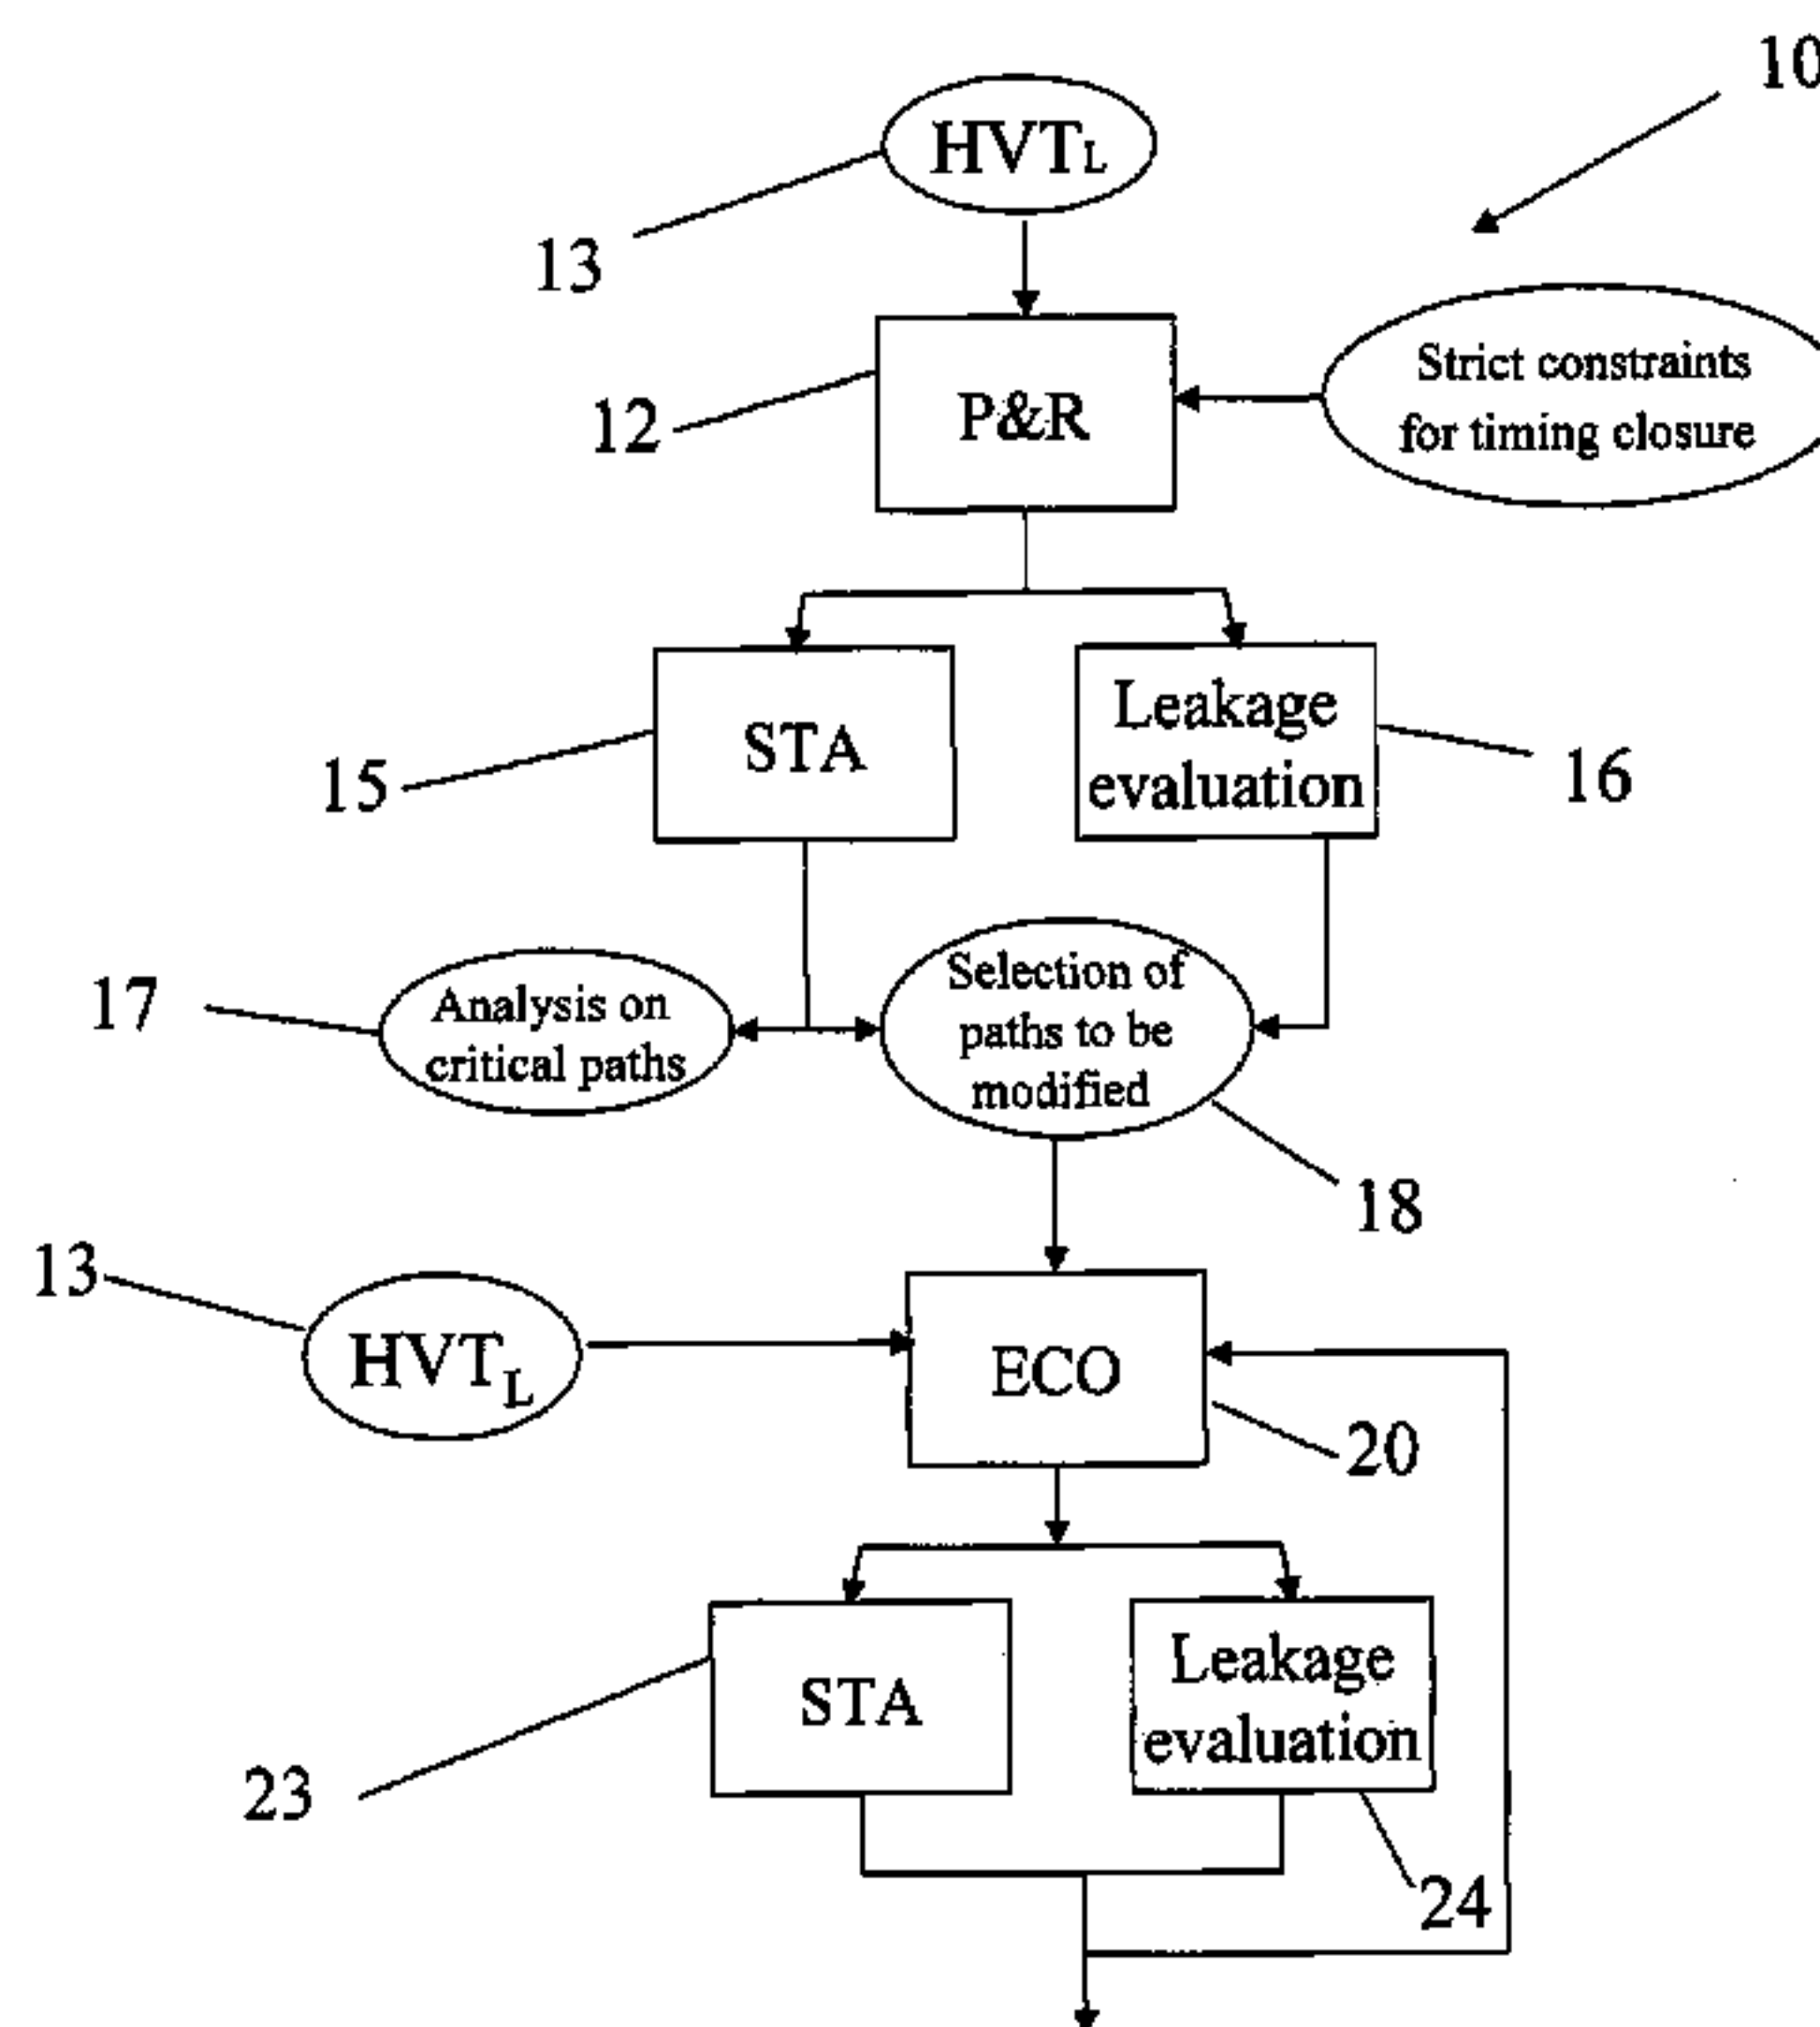 10
HVTL
13
Strict constraints
for timing closure
12
P&R
STA
Leakage
evaluation
15
16
17
Analysis on
critical paths
Selection of
paths to be
modified
18
13
HVTL
ECO
20
STA
Leakage
evaluation
23
24